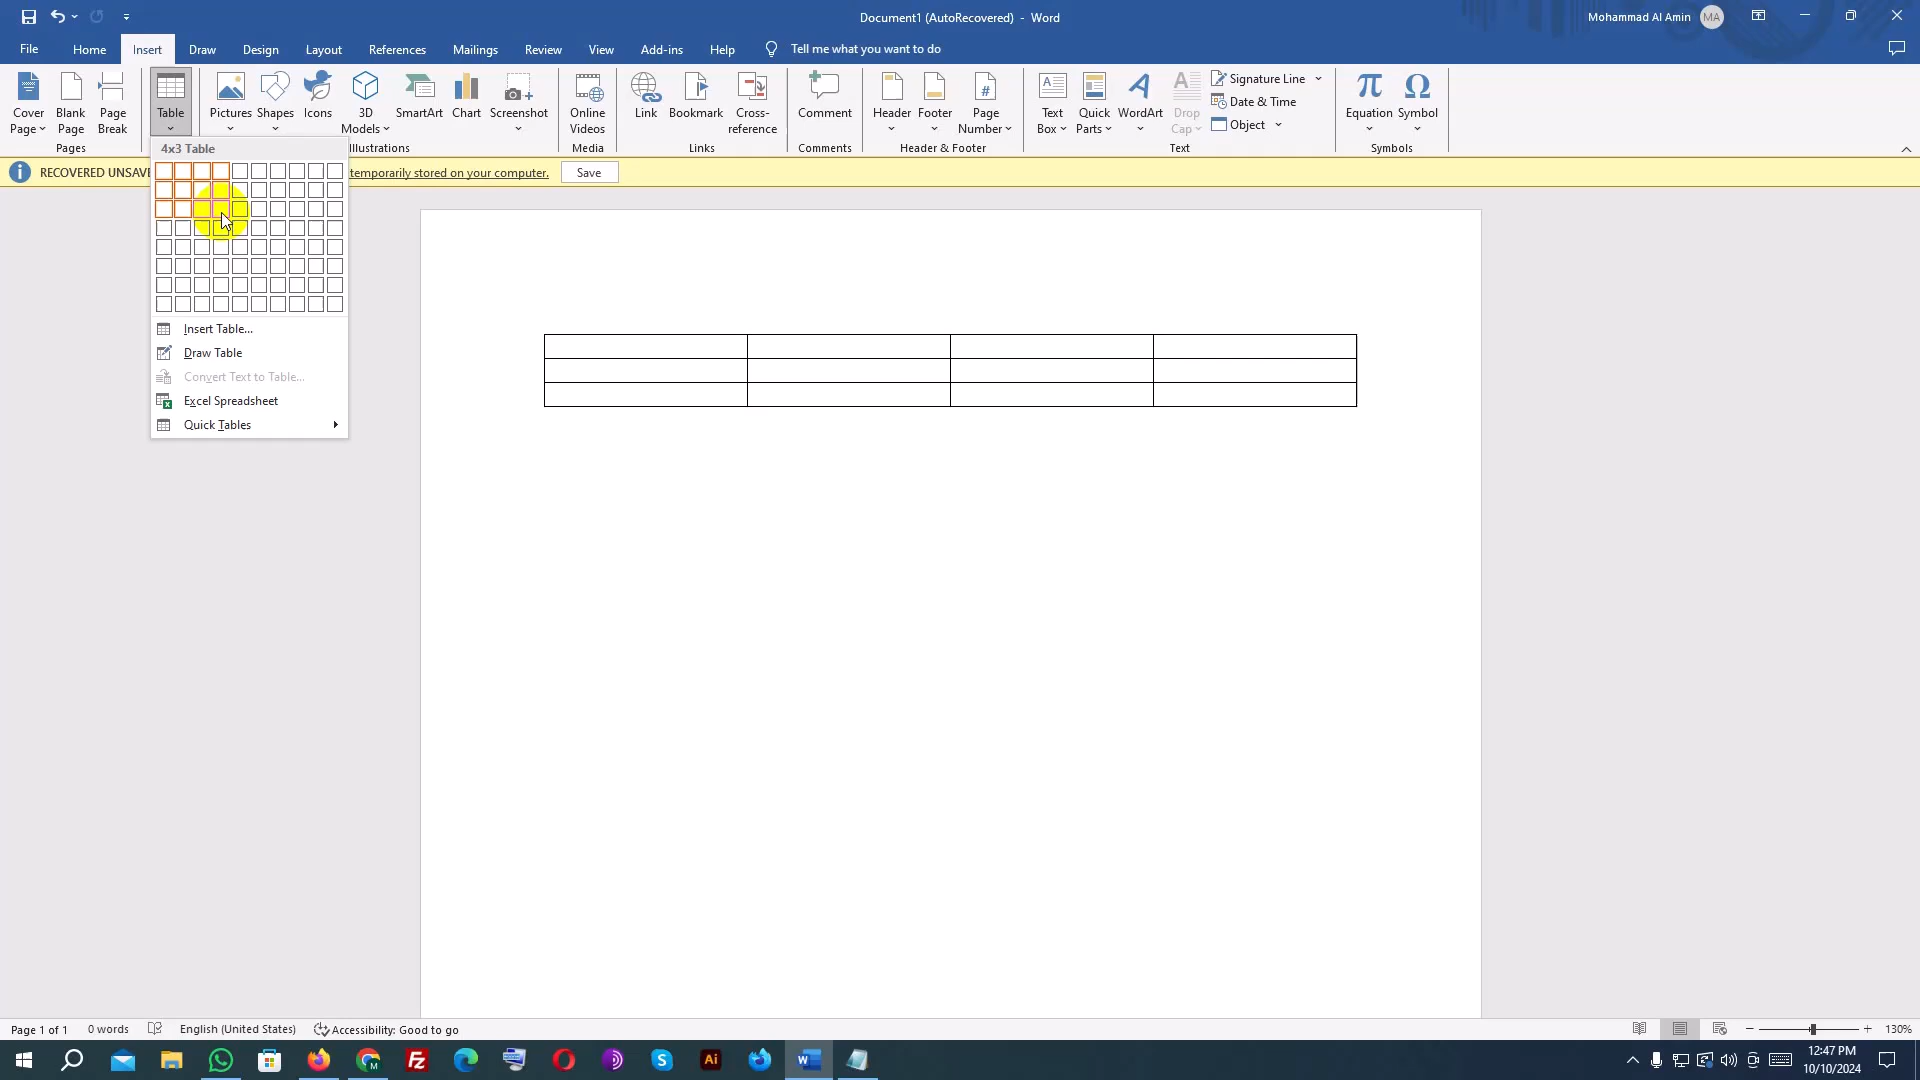 Document1 (AutoRecovered) - Word
Mohammad Al Amin
MA
File Home Insert Draw Design Layout References Mailings Review View Add-ins Help Tell me what you want to do
Cover Page
Blank Page
Page Break
Table
Pictures
Shapes
Icons
3D Models
SmartArt
Chart
Screenshot
Online Videos
Link
Bookmark
Cross-reference
Comment
Header
Footer
Page Number
Text Box
Quick Parts
WordArt
Drop Cap
Signature Line
Date & Time
Object
Equation
Symbol
Pages Illustrations Media Links Comments Header & Footer Text Symbols
4x3 Table
RECOVERED UNSAVE temporarily stored on your computer. Save
Insert Table...
Draw Table
Convert Text to Table...
Excel Spreadsheet
Quick Tables
Page 1 of 1 0 words English (United States) Accessibility: Good to go 130%
12:47 PM
10/10/2024